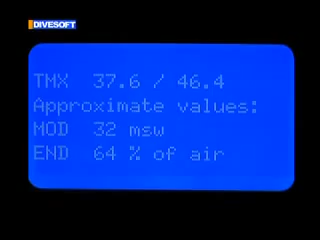 DIVESOFT
TMX 37.6 / 46.4
Approximate values:
MOD 32 msw
END 64 % of air